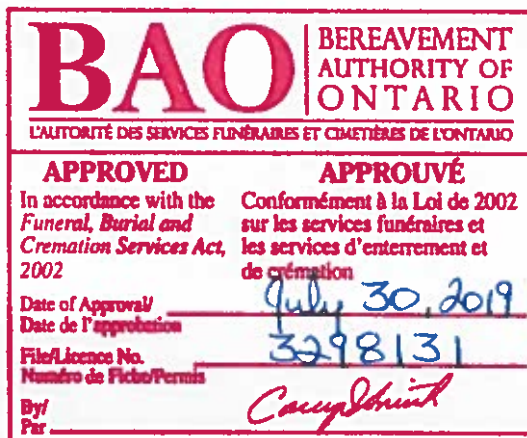 BAO
BEREAVEMENT
AUTHORITY OF
ONTARIO
L'AUTORITÉ DES SERVICES FUNÉRAIRES ET CIMETIÈRES DE L'ONTARIO
APPROVED
In accordance with the
Funeral, Burial and
Cremation Services Act,
2002
APPROUVÉ
Conformément à la Loi de 2002
sur les services funéraires et
les services d'enterrement et
de crémation
Date of Approval/
Date de l'approbation
July 30, 2019
File/Licence No.
Numéro de Fiche/Permis
3298131
By/
Par